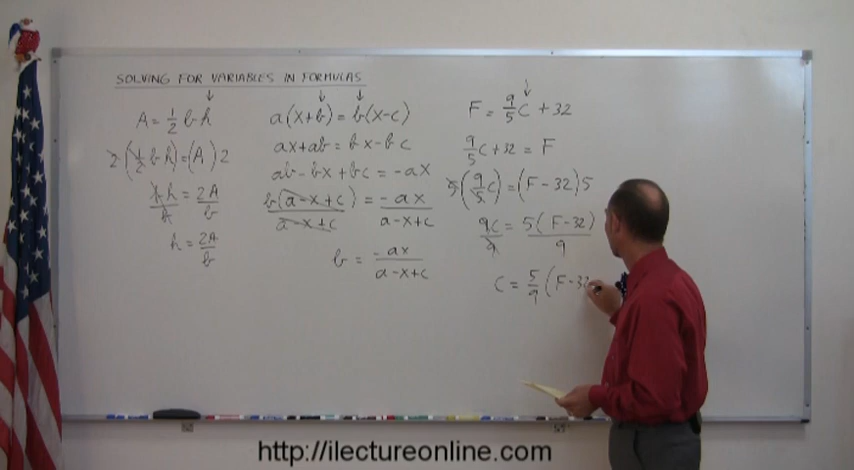 SOLVING FOR VARIABLES IN FORMULAS
A = 1/2 b h
2 (1/2 b h) = (A) 2
b h / b = 2A / b
h = 2A / b
a(x+b) = b(x-c)
ax+ab = bx-bc
ab-bx+bc = -ax
b(a-x+c) / a-x+c = -ax / a-x+c
b = -ax / a-x+c
F = 9/5 C + 32
9/5 C + 32 = F
5 (9/5 C) = (F-32) 5
9C / 9 = 5(F-32) / 9
C = 5/9 (F-32
http://ilectureonline.com